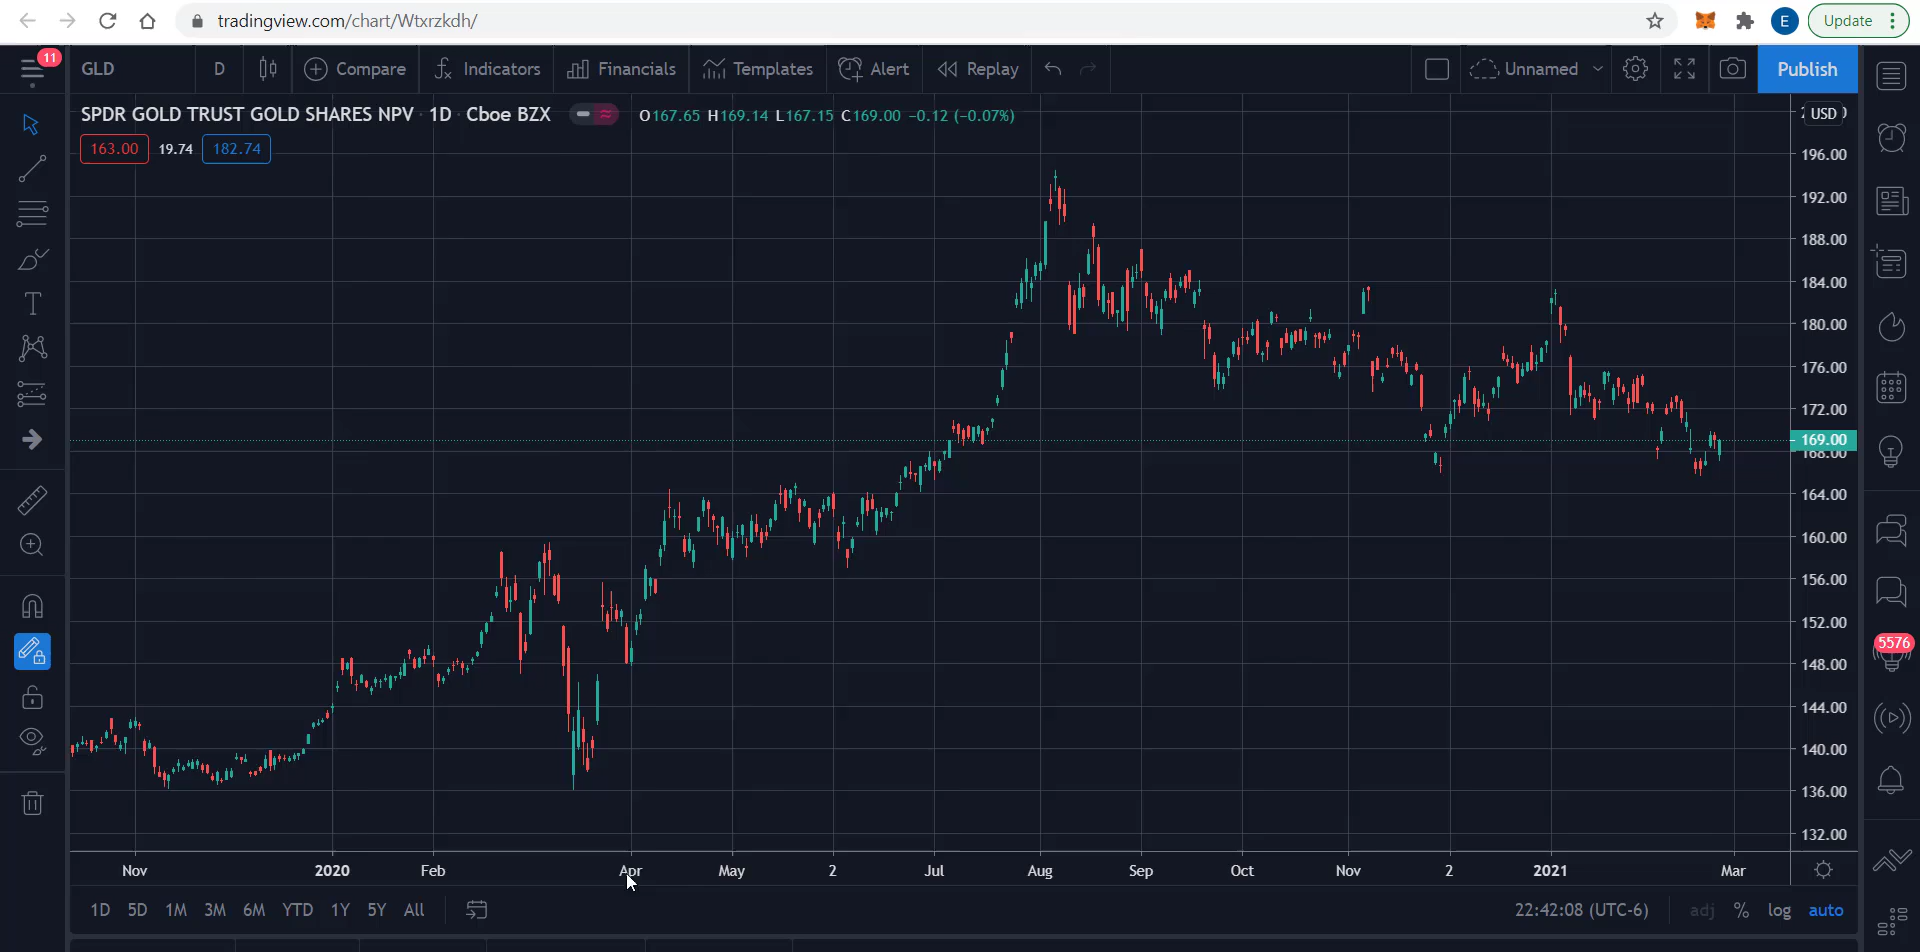 tradingview.com/chart/Wtxrzkdh/
E
Update
11
GLD
D
Compare
Indicators
Financials
Templates
Alert
Replay
Unnamed
Publish
SPDR GOLD TRUST GOLD SHARES NPV · 1D · Cboe BZX
O167.65 H169.14 L167.15 C169.00 −0.12 (−0.07%)
163.00 19.74 182.74
USD
196.00
192.00
188.00
184.00
180.00
176.00
172.00
169.00
168.00
164.00
160.00
156.00
152.00
148.00
144.00
140.00
136.00
132.00
5576
Nov 2020 Feb Apr May 2 Jul Aug Sep Oct Nov 2 2021 Mar
1D 5D 1M 3M 6M YTD 1Y 5Y All
22:42:08 (UTC-6) adj % log auto